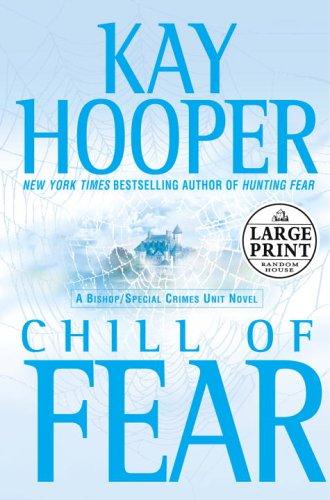 KAY
HOOPER
NEW YORK TIMES BESTSELLING AUTHOR OF HUNTING FEAR
LARGE
PRINT
RANDOM
HOUSE
A BISHOP/SPECIAL CRIMES UNIT NOVEL
CHILL OF
FEAR